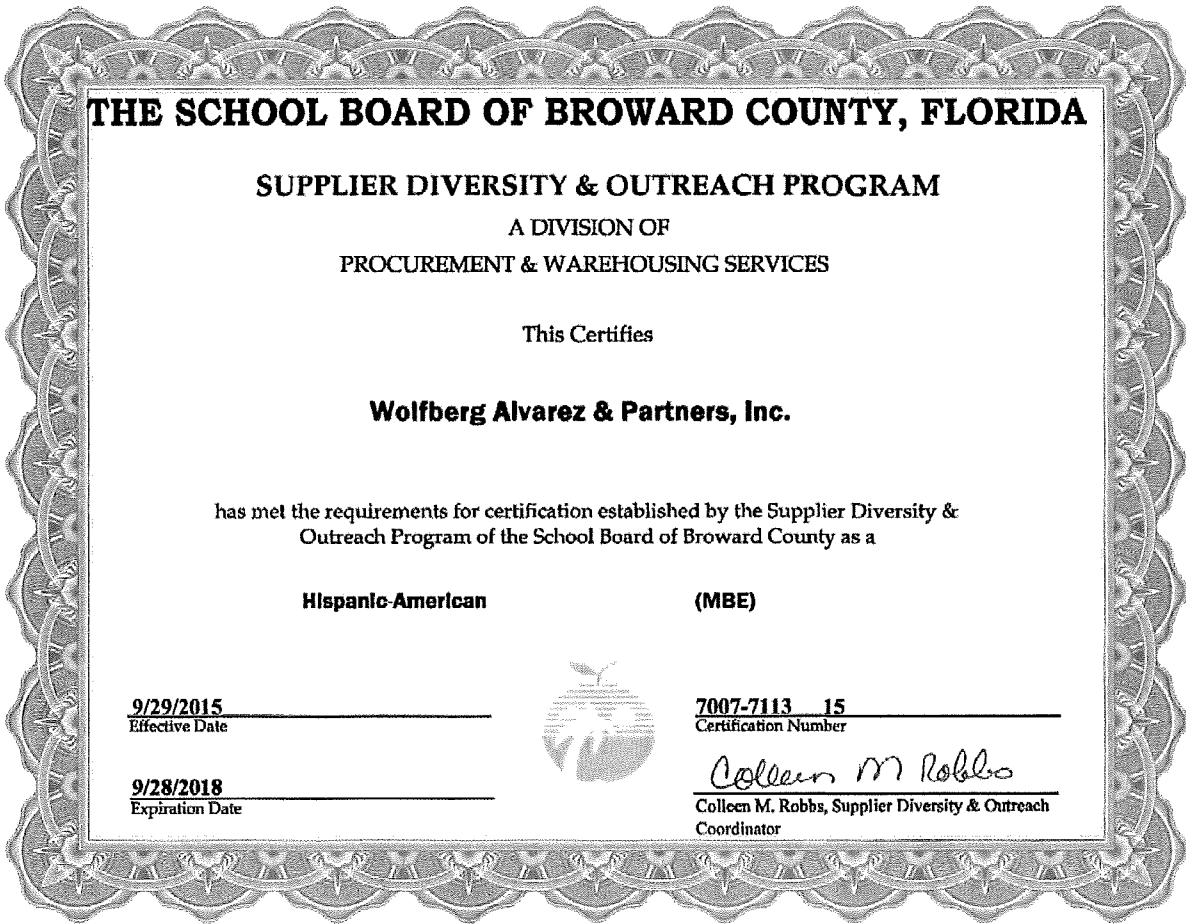 THE SCHOOL BOARD OF BROWARD COUNTY, FLORIDA
SUPPLIER DIVERSITY & OUTREACH PROGRAM
A DIVISION OF
PROCUREMENT & WAREHOUSING SERVICES
This Certifies
Wolfberg Alvarez & Partners, Inc.
has met the requirements for certification established by the Supplier Diversity &
Outreach Program of the School Board of Broward County as a
Hispanic-American (MBE)
9/29/2015
Effective Date
7007-7113 15
Certification Number
9/28/2018
Expiration Date
Colleen M Robbs
Colleen M. Robbs, Supplier Diversity & Outreach
Coordinator